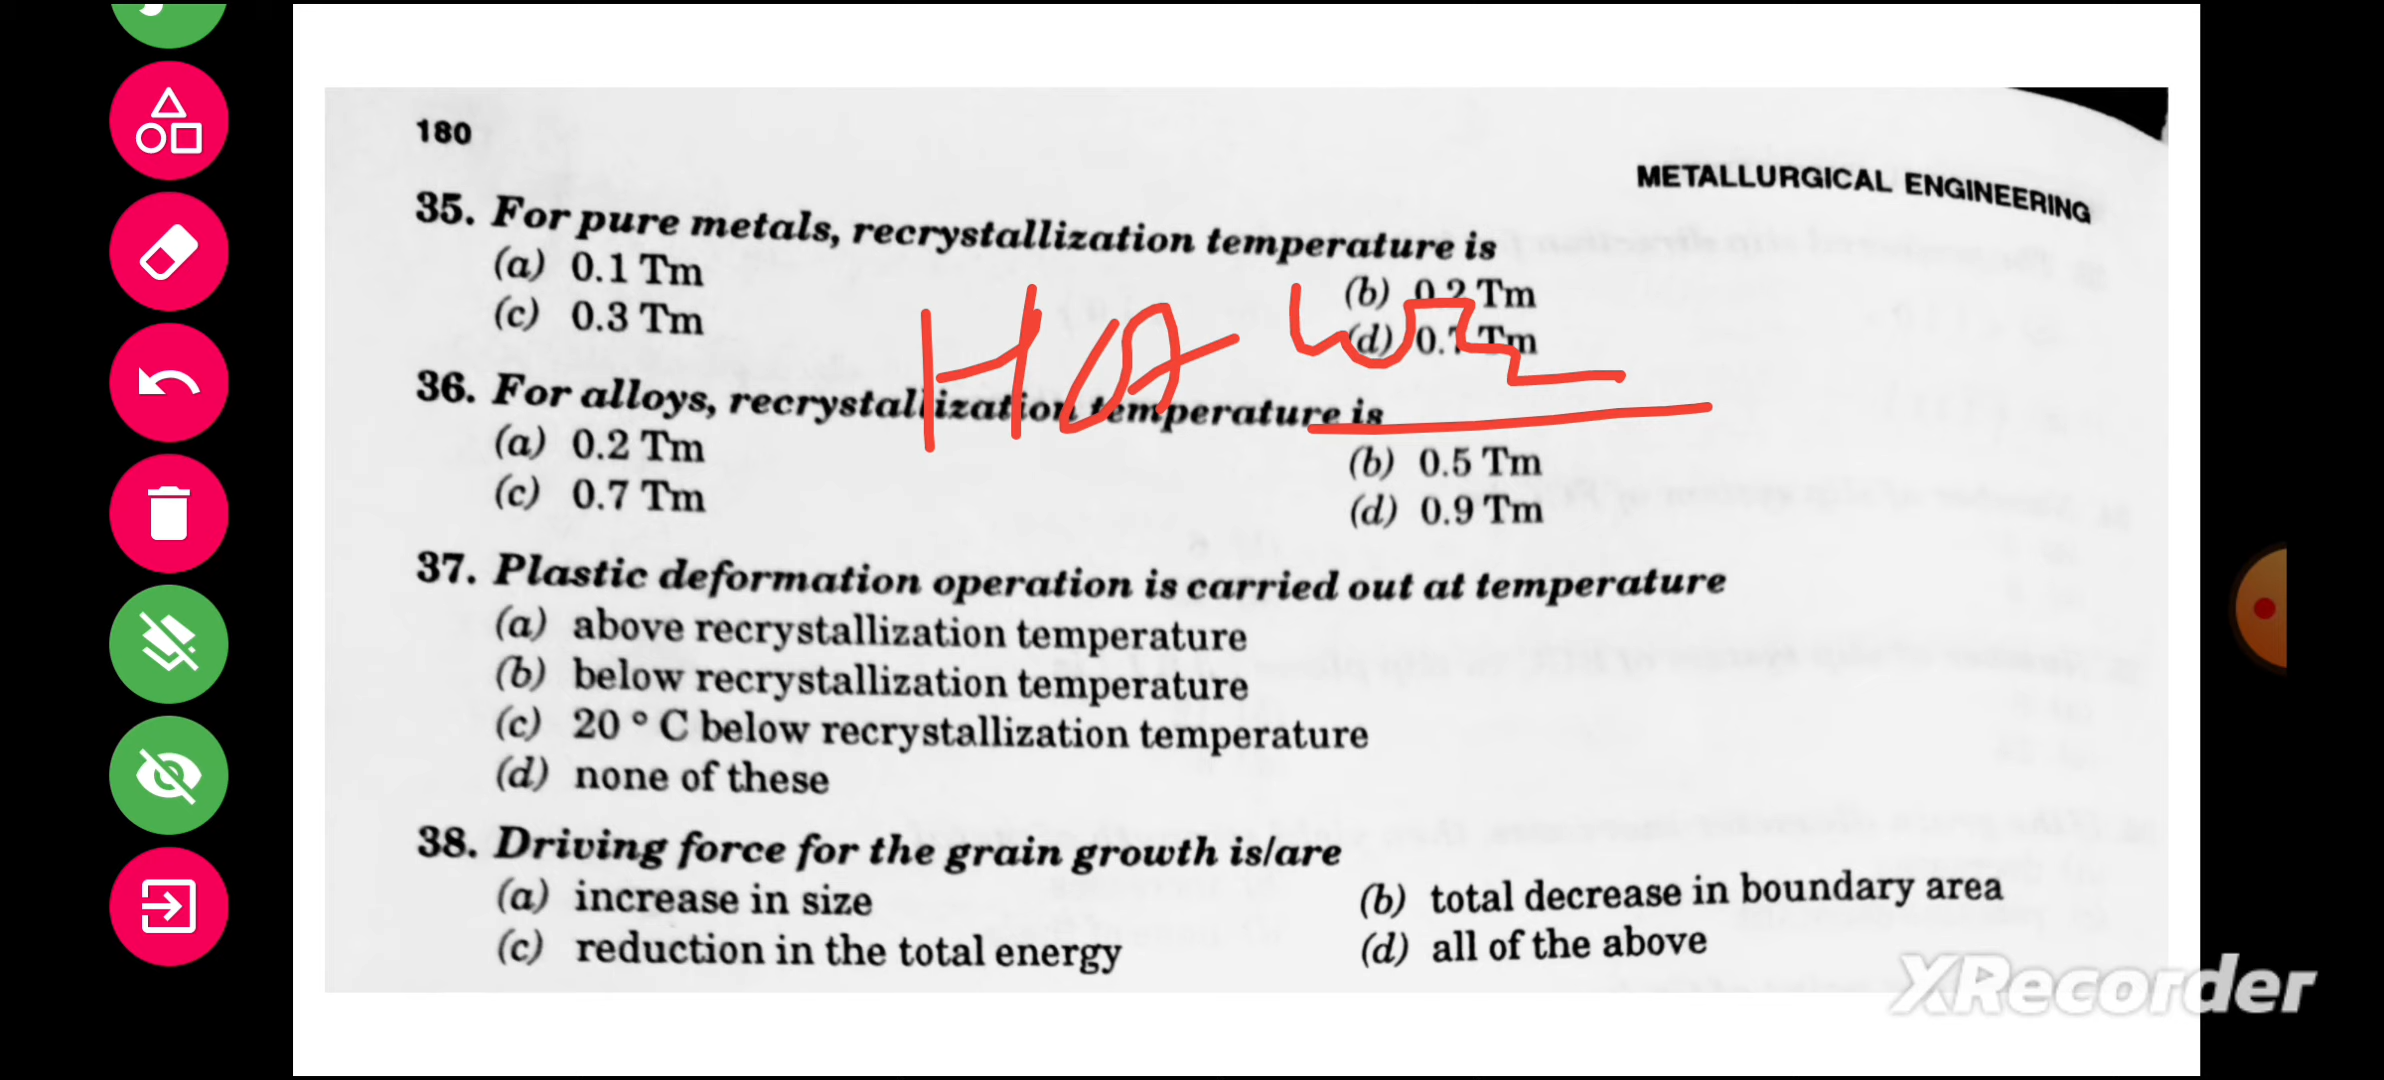 180
METALLURGICAL ENGINEERING
35. For pure metals, recrystallization temperature is
(a) 0.1 Tm
(b) 0.2 Tm
(c) 0.3 Tm
(d) 0.7 Tm
36. For alloys, recrystallization temperature is
(a) 0.2 Tm
(b) 0.5 Tm
(c) 0.7 Tm
(d) 0.9 Tm
37. Plastic deformation operation is carried out at temperature
(a) above recrystallization temperature
(b) below recrystallization temperature
(c) 20 ° C below recrystallization temperature
(d) none of these
38. Driving force for the grain growth is/are
(a) increase in size
(b) total decrease in boundary area
(c) reduction in the total energy
(d) all of the above
XRecorder